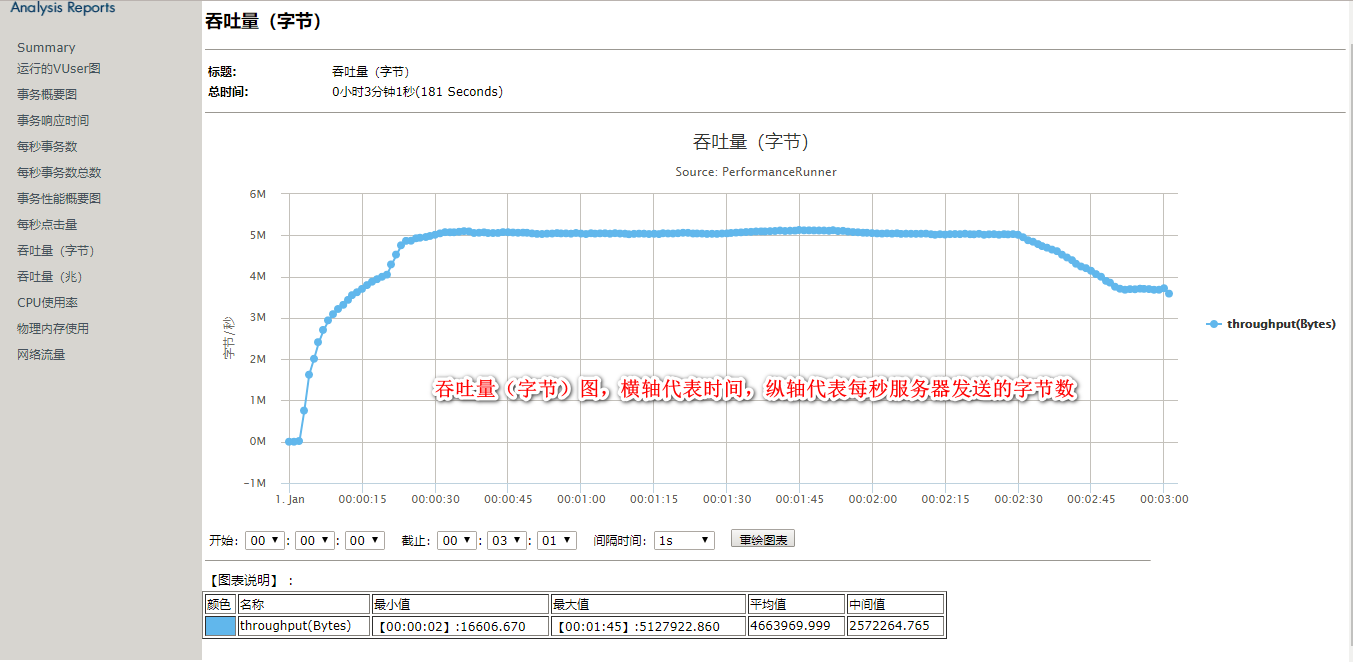 Analysis Reports
Summary
运行的VUser图
事务概要图
事务响应时间
每秒事务数
每秒事务数总数
事务性能概要图
每秒点击量
吞吐量（字节）
吞吐量（兆）
CPU使用率
物理内存使用
网络流量
吞吐量（字节）
标题: 吞吐量（字节）
总时间: 0小时3分钟1秒(181 Seconds)
吞吐量（字节）
Source: PerformanceRunner
6M
5M
4M
3M
2M
1M
0M
-1M
字节/秒
吞吐量（字节）图，横轴代表时间，纵轴代表每秒服务器发送的字节数
throughput(Bytes)
1. Jan 00:00:15 00:00:30 00:00:45 00:01:00 00:01:15 00:01:30 00:01:45 00:02:00 00:02:15 00:02:30 00:02:45 00:03:00
开始: 00 : 00 : 00 截止: 00 : 03 : 01 间隔时间: 1s 重绘图表
【图表说明】：
颜色 名称 最小值 最大值 平均值 中间值
throughput(Bytes) 【00:00:02】:16606.670 【00:01:45】:5127922.860 4663969.999 2572264.765